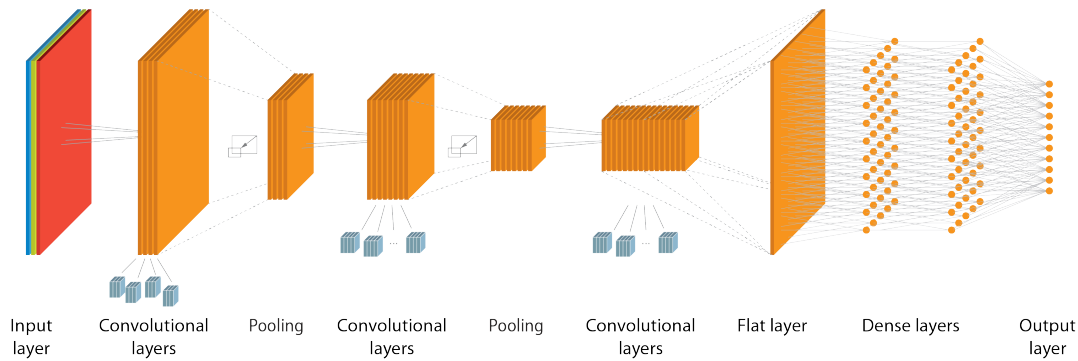 Input
layer
Convolutional
layers
Pooling
Convolutional
layers
Pooling
Convolutional
layers
Flat layer
Dense layers
Output
layer
...
...